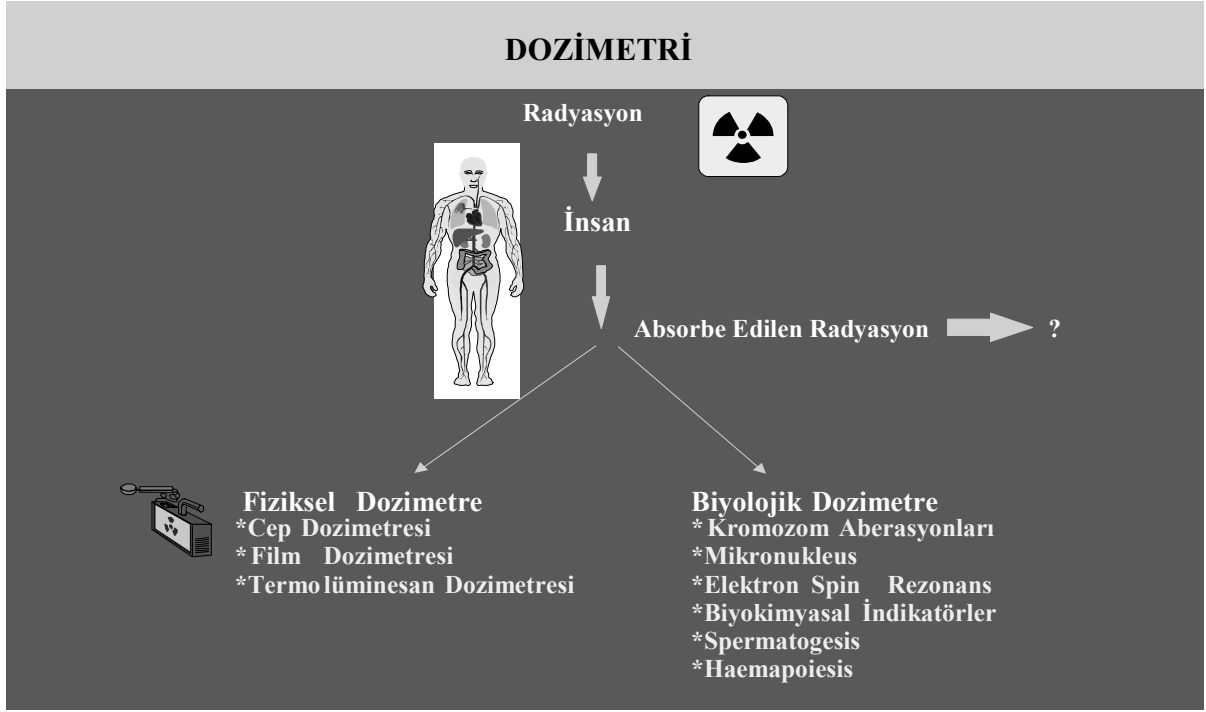 DOZİMETRİ
Radyasyon
İnsan
Absorbe Edilen Radyasyon ?
Fiziksel Dozimetre
*Cep Dozimetresi
* Film Dozimetresi
*Termolüminesan Dozimetresi
Biyolojik Dozimetre
* Kromozom Aberasyonları
*Mikronukleus
*Elektron Spin Rezonans
*Biyokimyasal İndikatörler
*Spermatogesis
*Haemapoiesis